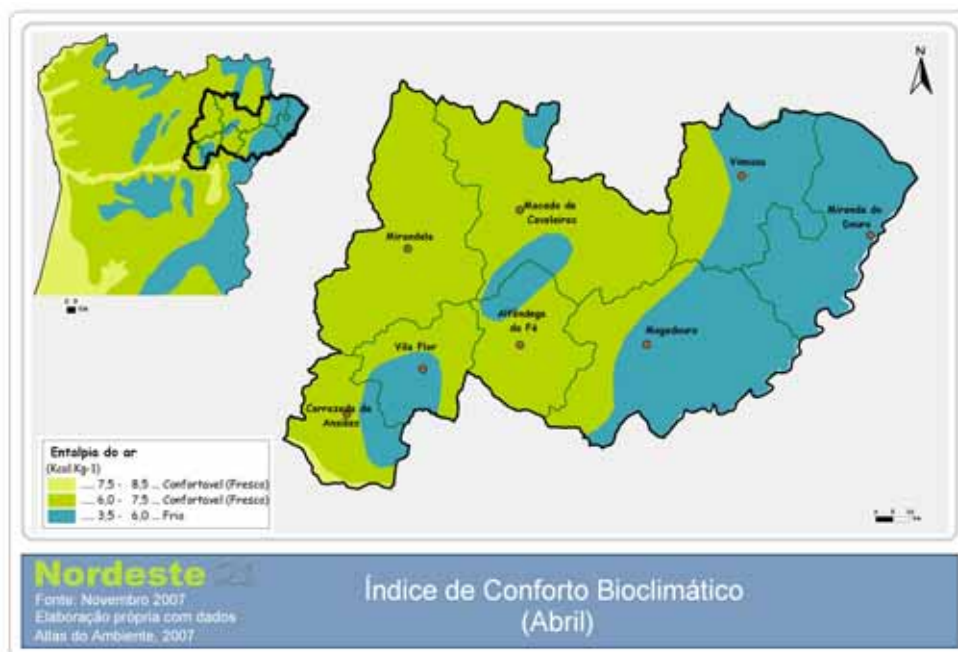 N
Vimioso
Miranda do
Douro
Macedo de
Cavaleiros
Mirandela
Alfândega
da Fé
Mogadouro
Vila Flor
Carrazeda de
Ansiães
Entalpia do ar
(Kcal.Kg-1)
.... 7,5 - 8,5 ... Confortavel (Fresco)
.... 6,0 - 7,5 ... Confortavel (Fresco)
.... 3,5 - 6,0 ... Frio
Nordeste 21
Fonte: Novembro 2007
Elaboração própria com dados
Atlas do Ambiente, 2007
Índice de Conforto Bioclimático
(Abril)